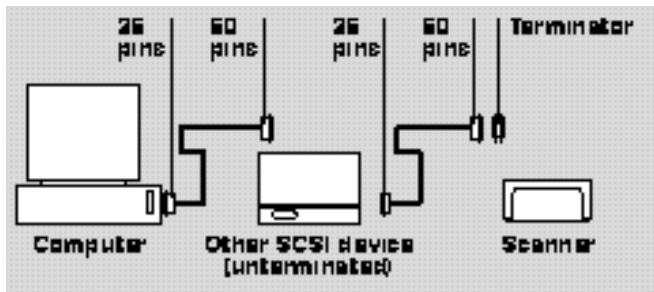 25 pins
50 pins
25 pins
50 pins
Terminator
Computer
Other SCSI device
(unterminated)
Scanner